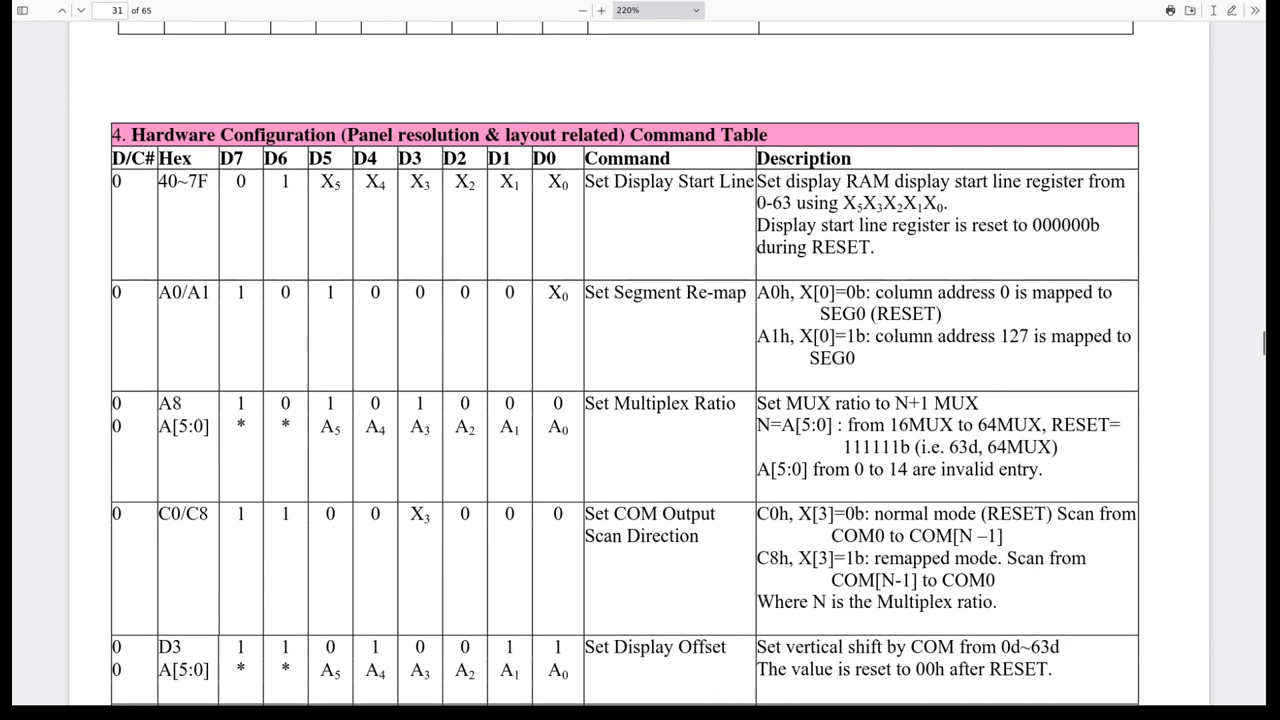 31 of 65
220%
4. Hardware Configuration (Panel resolution & layout related) Command Table
D/C# Hex D7 D6 D5 D4 D3 D2 D1 D0 Command Description
0 40~7F 0 1 X5 X4 X3 X2 X1 X0 Set Display Start Line Set display RAM display start line register from
0-63 using X5X3X2X1X0.
Display start line register is reset to 000000b
during RESET.
0 A0/A1 1 0 1 0 0 0 0 X0 Set Segment Re-map A0h, X[0]=0b: column address 0 is mapped to
SEG0 (RESET)
A1h, X[0]=1b: column address 127 is mapped to
SEG0
0 A8 1 0 1 0 1 0 0 0 Set Multiplex Ratio Set MUX ratio to N+1 MUX
0 A[5:0] * * A5 A4 A3 A2 A1 A0 N=A[5:0] : from 16MUX to 64MUX, RESET=
111111b (i.e. 63d, 64MUX)
A[5:0] from 0 to 14 are invalid entry.
0 C0/C8 1 1 0 0 X3 0 0 0 Set COM Output C0h, X[3]=0b: normal mode (RESET) Scan from
Scan Direction COM0 to COM[N –1]
C8h, X[3]=1b: remapped mode. Scan from
COM[N-1] to COM0
Where N is the Multiplex ratio.
0 D3 1 1 0 1 0 0 1 1 Set Display Offset Set vertical shift by COM from 0d~63d
0 A[5:0] * * A5 A4 A3 A2 A1 A0 The value is reset to 00h after RESET.